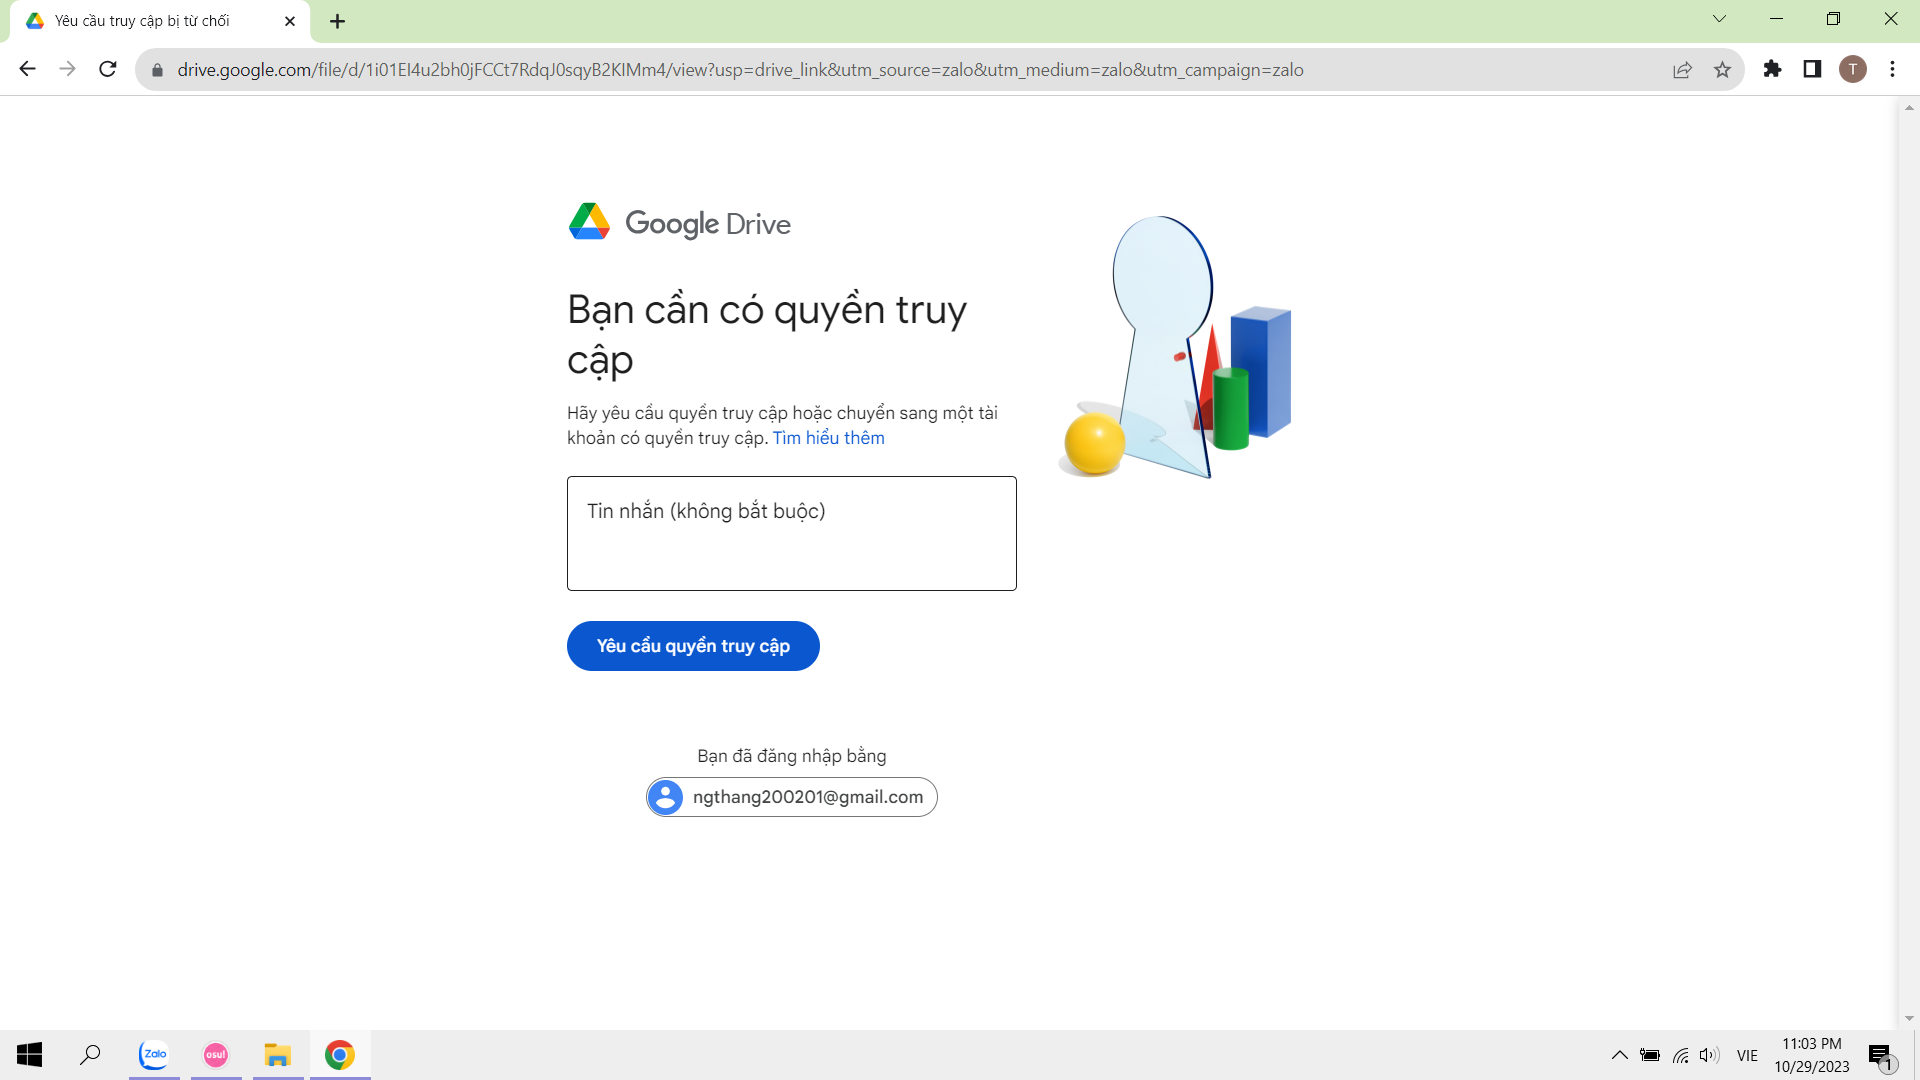 Yêu cầu truy cập bị từ chối
drive.google.com/file/d/1i01EI4u2bh0jFCCt7RdqJ0sqyB2KIMm4/view?usp=drive_link&utm_source=zalo&utm_medium=zalo&utm_campaign=zalo
T
Google Drive
Bạn cần có quyền truy
cập
Hãy yêu cầu quyền truy cập hoặc chuyển sang một tài
khoản có quyền truy cập. Tìm hiểu thêm
Tin nhắn (không bắt buộc)
Yêu cầu quyền truy cập
Bạn đã đăng nhập bằng
ngthang200201@gmail.com
Zalo
osu!
VIE
11:03 PM
10/29/2023
1